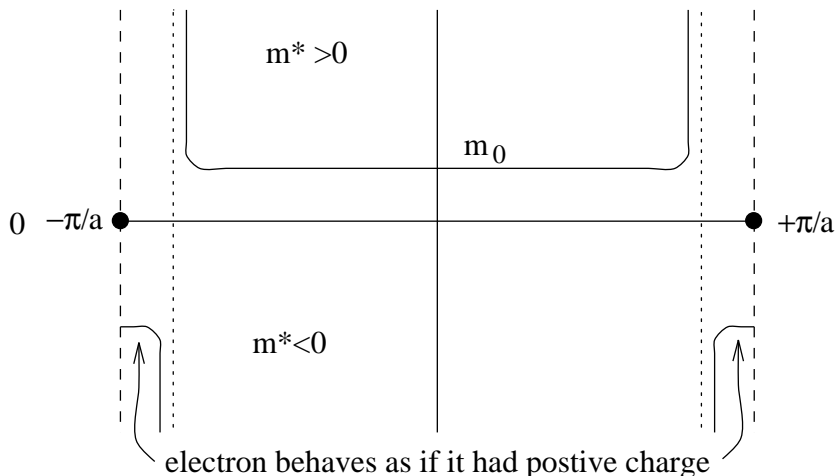 m* >0
m0
0 −π/a +π/a
m*<0
electron behaves as if it had postive charge